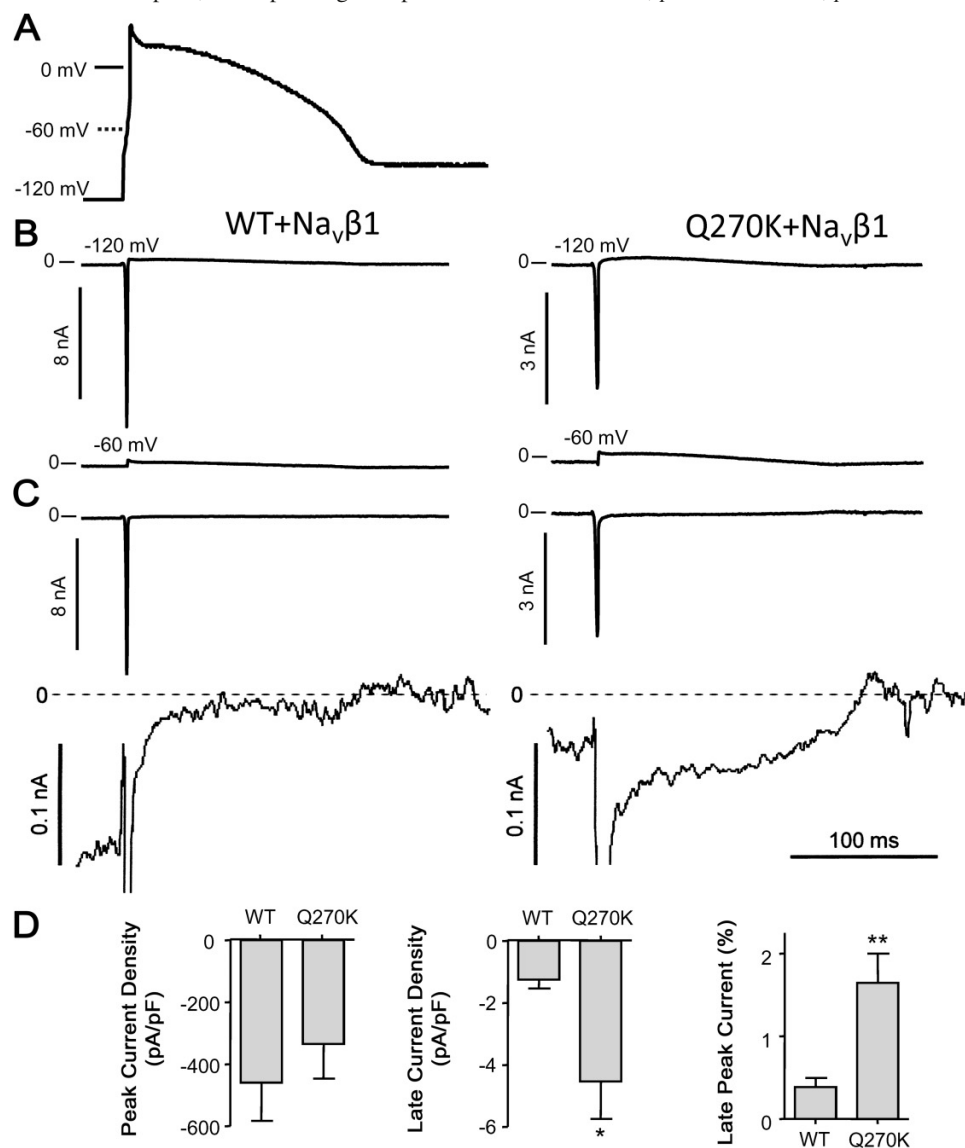 A
0 mV
-60 mV
-120 mV
B
WT+Navβ1
Q270K+Navβ1
-120 mV
0
8 nA
-120 mV
0
3 nA
-60 mV
0
-60 mV
0
C
0
8 nA
0
3 nA
0
0.1 nA
0
0.1 nA
100 ms
D
WT Q270K
0
-200
-400
-600
Peak Current Density
(pA/pF)
WT Q270K
0
-2
-4
-6
*
Late Current Density
(pA/pF)
**
2
1
0
Late Peak Current (%)
WT Q270K